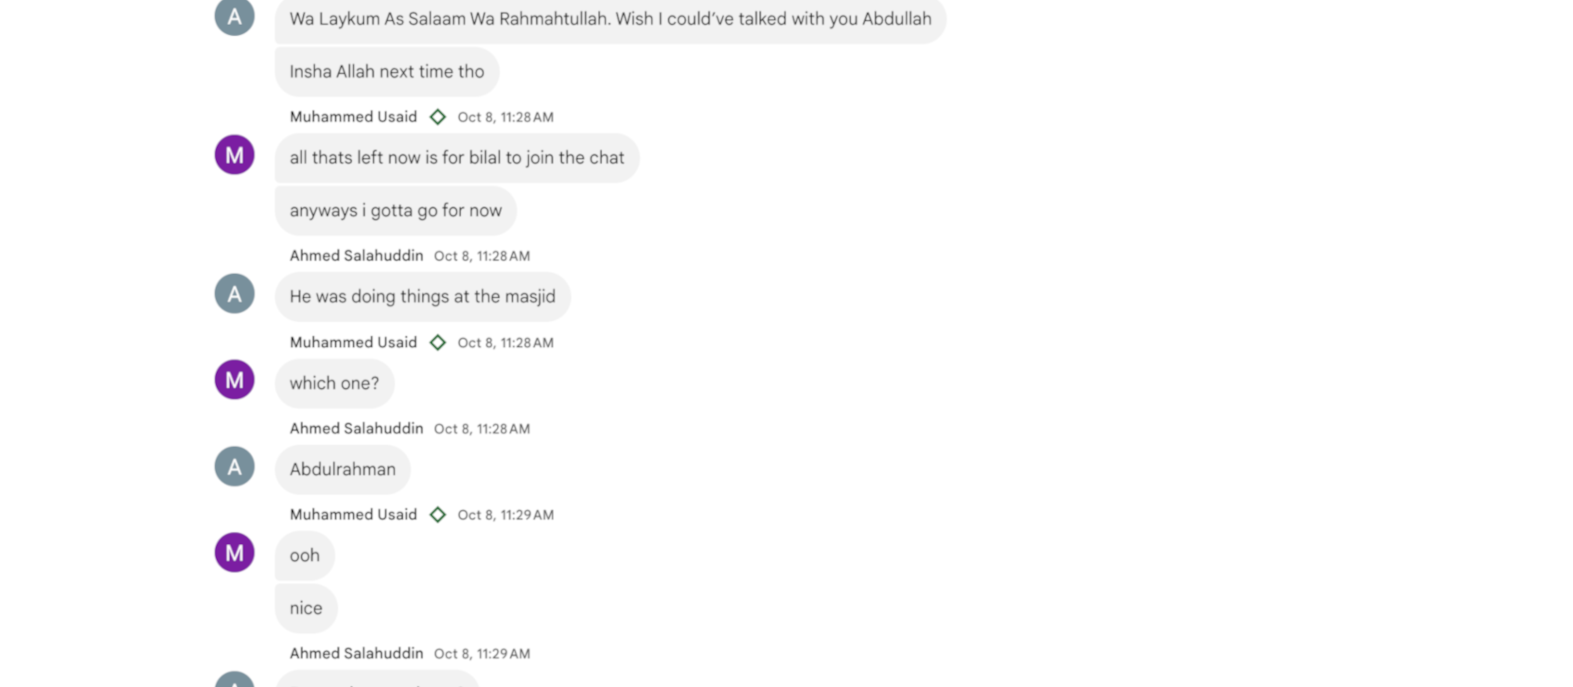 A
Wa Laykum As Salaam Wa Rahmahtullah. Wish I could've talked with you Abdullah
Insha Allah next time tho
Muhammed Usaid Oct 8, 11:28 AM
M
all thats left now is for bilal to join the chat
anyways i gotta go for now
Ahmed Salahuddin Oct 8, 11:28 AM
A
He was doing things at the masjid
Muhammed Usaid Oct 8, 11:28 AM
M
which one?
Ahmed Salahuddin Oct 8, 11:28 AM
A
Abdulrahman
Muhammed Usaid Oct 8, 11:29 AM
M
ooh
nice
Ahmed Salahuddin Oct 8, 11:29 AM